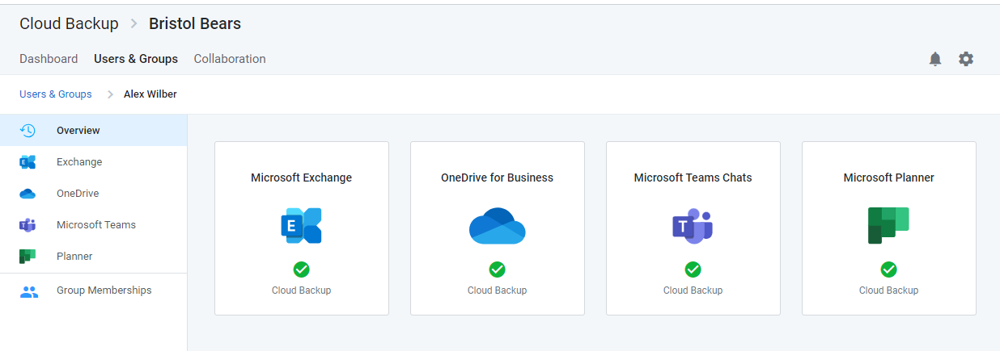 Cloud Backup > Bristol Bears
Dashboard Users & Groups Collaboration
Users & Groups > Alex Wilber
Overview
Exchange
OneDrive
Microsoft Teams
Planner
Group Memberships
Microsoft Exchange
E
Cloud Backup
OneDrive for Business
Cloud Backup
Microsoft Teams Chats
T
Cloud Backup
Microsoft Planner
Cloud Backup